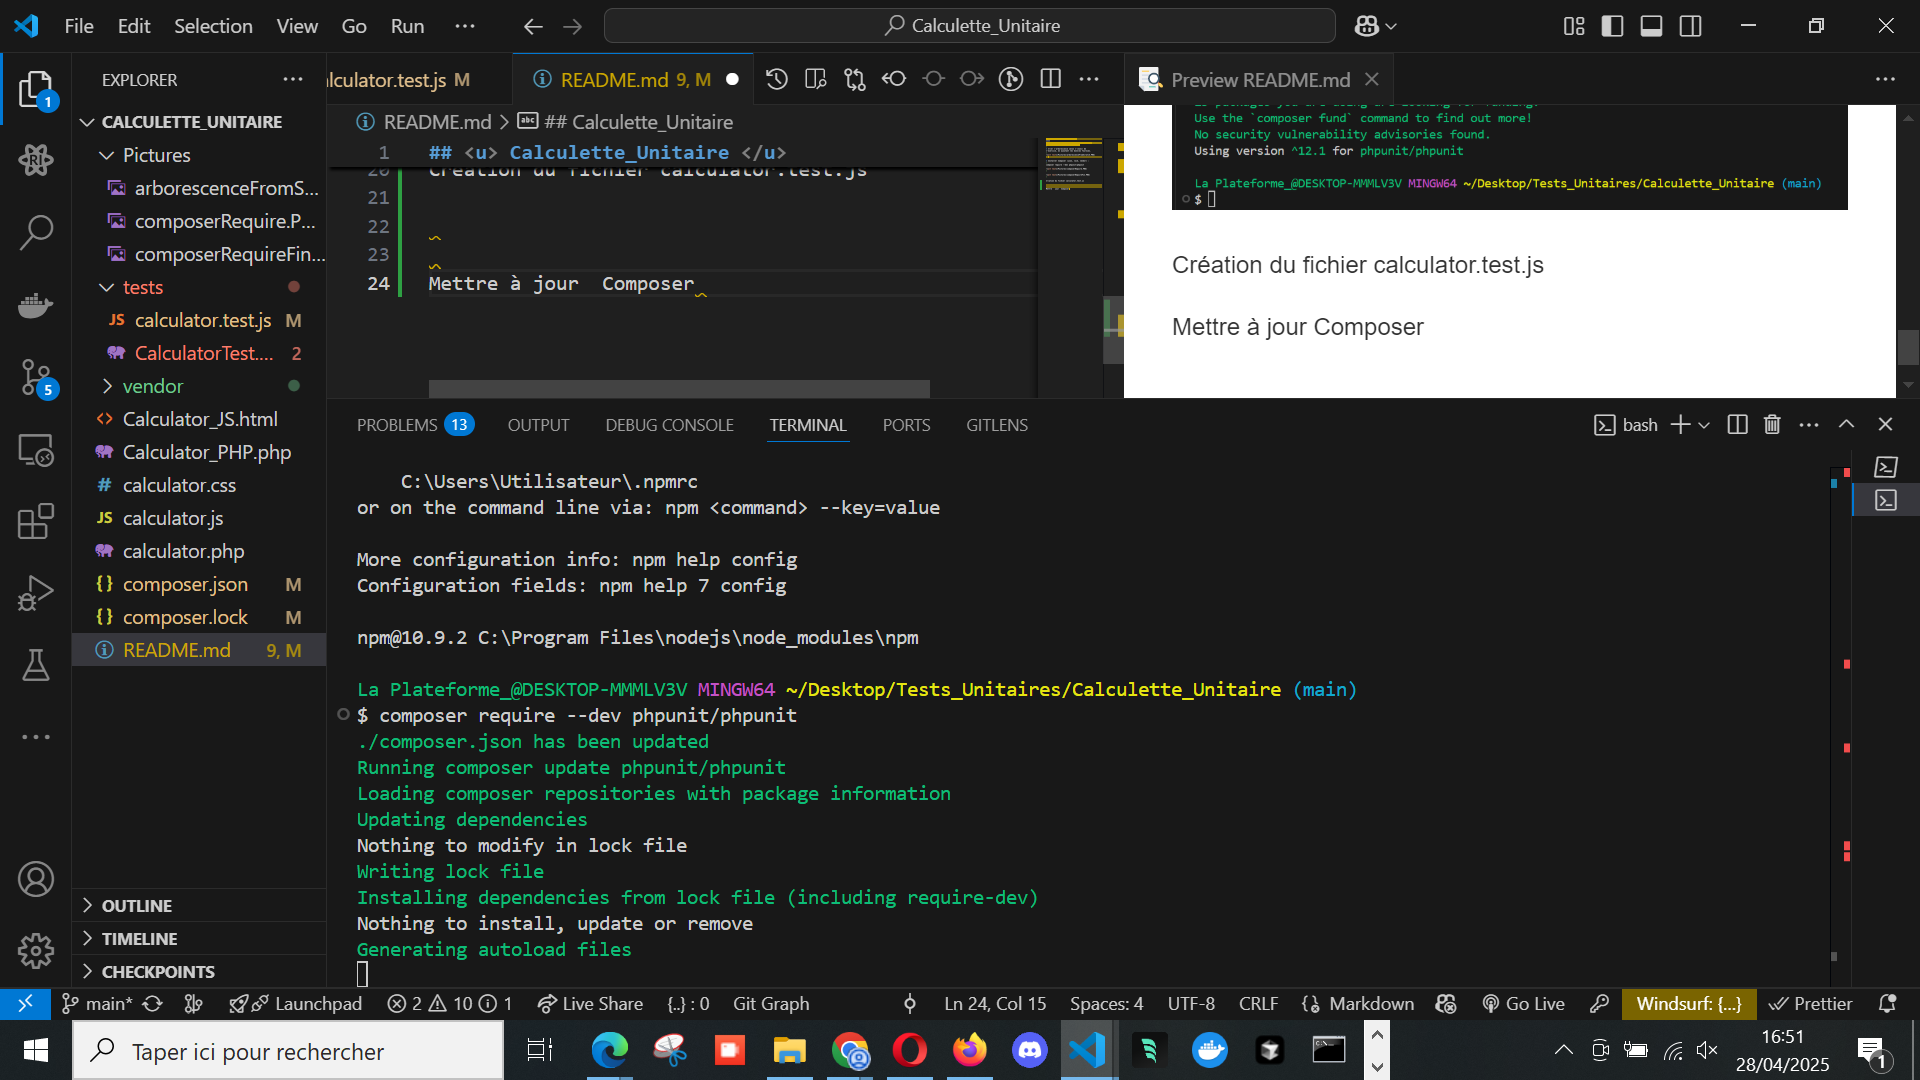 File Edit Selection View Go Run ···
Calculette_Unitaire
EXPLORER
CALCULETTE_UNITAIRE
Pictures
arborescenceFromS...
composerRequire.P...
composerRequireFin...
tests
calculator.test.js M
CalculatorTest.... 2
vendor
Calculator_JS.html
Calculator_PHP.php
calculator.css
calculator.js
calculator.php
composer.json M
composer.lock M
README.md 9, M
OUTLINE
TIMELINE
CHECKPOINTS
1
5
alculator.test.js M
README.md 9, M
README.md > ## Calculette_Unitaire
1 ## <u> Calculette_Unitaire </u>
20 Création du fichier calculator.test.js
21
22
23
24 Mettre à jour  Composer
Preview README.md
Use the `composer fund` command to find out more!
No security vulnerability advisories found.
Using version ^12.1 for phpunit/phpunit
La Plateforme_@DESKTOP-MMMLV3V MINGW64 ~/Desktop/Tests_Unitaires/Calculette_Unitaire (main)
$
Création du fichier calculator.test.js
Mettre à jour Composer
PROBLEMS 13 OUTPUT DEBUG CONSOLE TERMINAL PORTS GITLENS
bash
C:\Users\Utilisateur\.npmrc
or on the command line via: npm <command> --key=value
More configuration info: npm help config
Configuration fields: npm help 7 config
npm@10.9.2 C:\Program Files\nodejs\node_modules\npm
La Plateforme_@DESKTOP-MMMLV3V MINGW64 ~/Desktop/Tests_Unitaires/Calculette_Unitaire (main)
$ composer require --dev phpunit/phpunit
./composer.json has been updated
Running composer update phpunit/phpunit
Loading composer repositories with package information
Updating dependencies
Nothing to modify in lock file
Writing lock file
Installing dependencies from lock file (including require-dev)
Nothing to install, update or remove
Generating autoload files
main* Launchpad 2 10 1 Live Share {..} : 0 Git Graph Ln 24, Col 15 Spaces: 4 UTF-8 CRLF Markdown Go Live Windsurf: {...} Prettier
Taper ici pour rechercher
16:51
28/04/2025
1